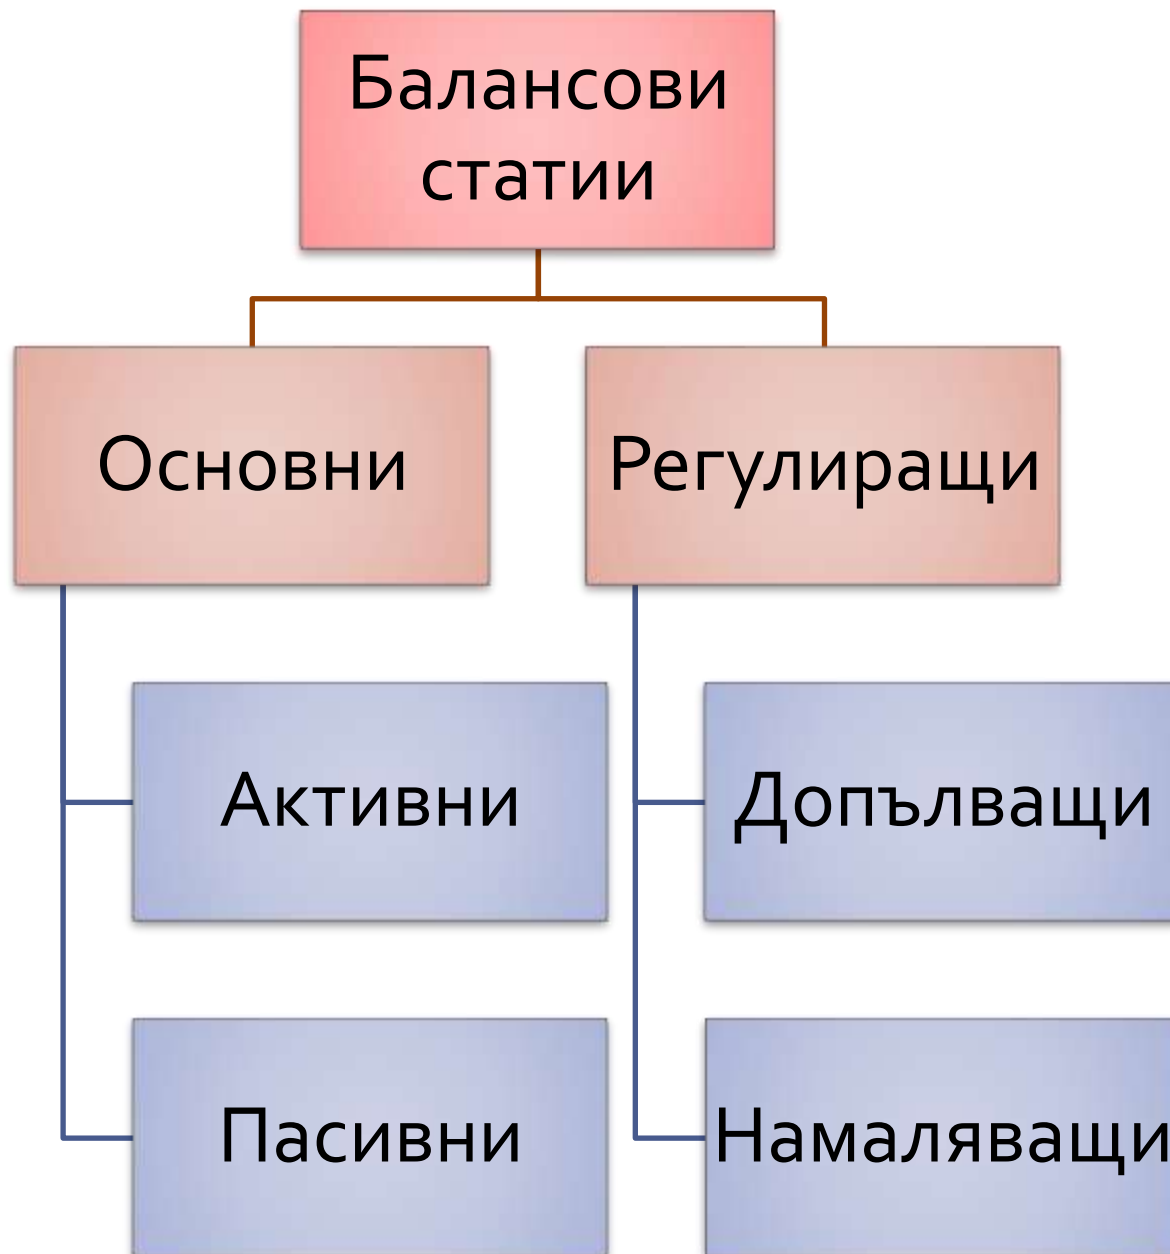 Балансови
статии
Основни
Регулиращи
Активни
Допълващи
Пасивни
Намаляващи